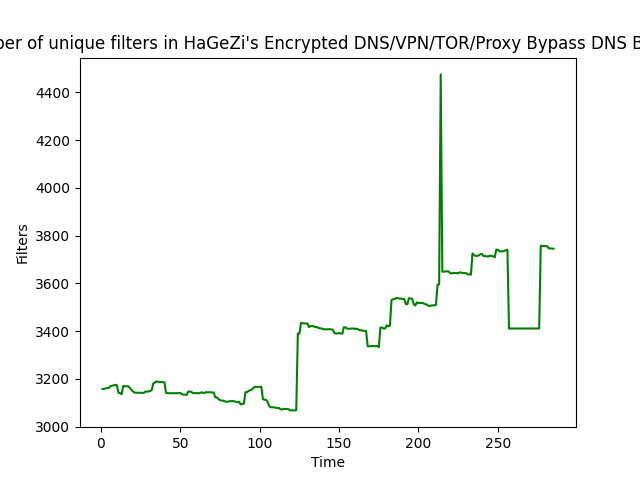 ber of unique filters in HaGeZi's Encrypted DNS/VPN/TOR/Proxy Bypass DNS B
4400
4200
4000
3800
3600
3400
3200
3000
Filters
0 50 100 150 200 250
Time